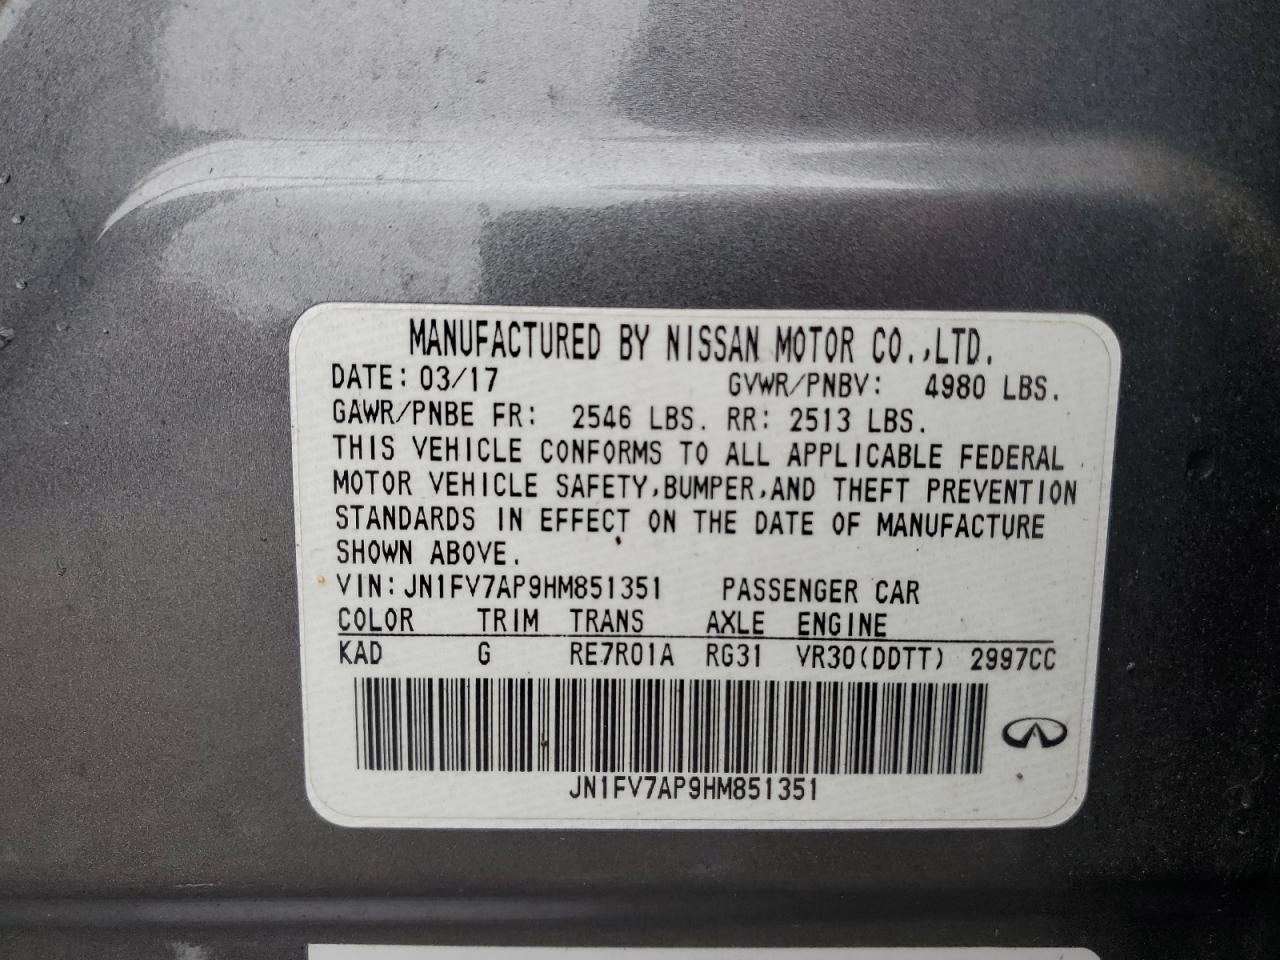 MANUFACTURED BY NISSAN MOTOR CO.,LTD.
DATE: 03/17 GVWR/PNBV: 4980 LBS.
GAWR/PNBE FR: 2546 LBS. RR: 2513 LBS.
THIS VEHICLE CONFORMS TO ALL APPLICABLE FEDERAL
MOTOR VEHICLE SAFETY,BUMPER,AND THEFT PREVENTION
STANDARDS IN EFFECT ON THE DATE OF MANUFACTURE
SHOWN ABOVE.
VIN:JN1FV7AP9HM851351 PASSENGER CAR
COLOR TRIM TRANS AXLE ENGINE
KAD G RE7R01A RG31 VR30(DDTT) 2997CC
JN1FV7AP9HM851351